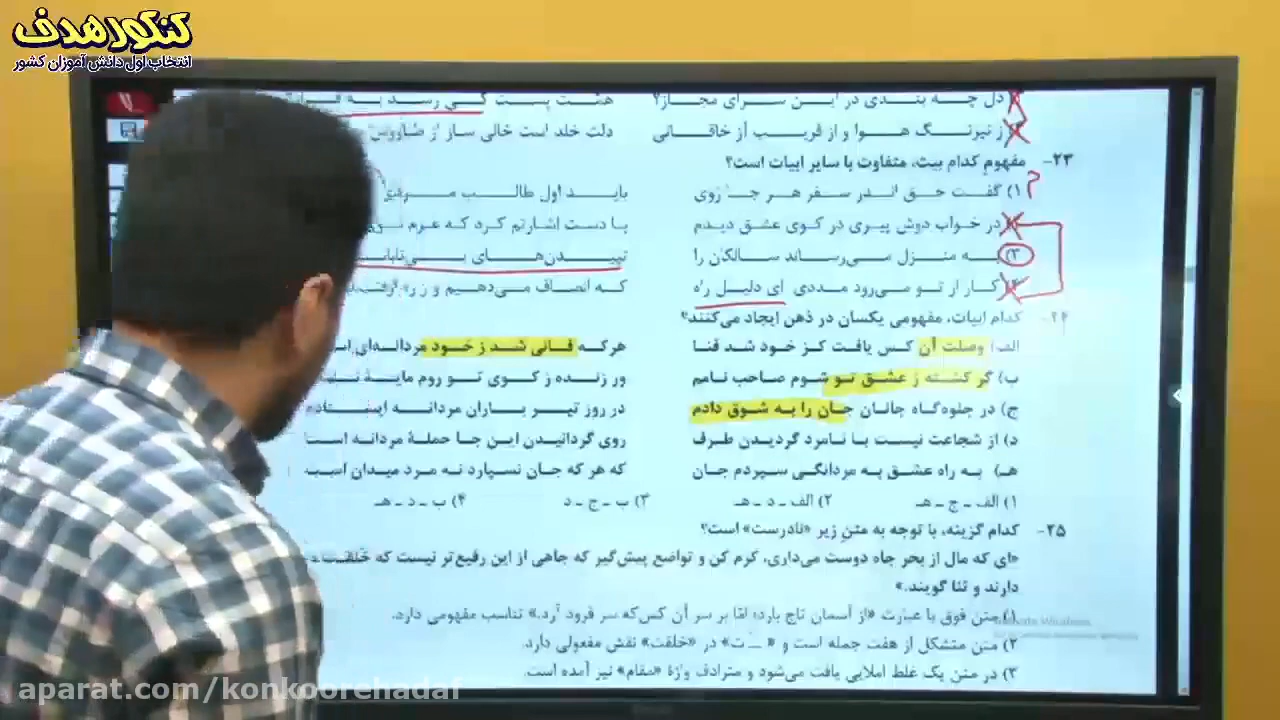 کنکور هدف
انتخاب اول دانش آموزان کشور
دل چه بندی در این سرای مجاز؟ همّت پست کی رسد به
ز نیرنگ هوا و از فریب آز خاقانی دلت خلد است خالی ساز از طاووس
۲۳- مفهوم کدام بیت، متفاوت با سایر ابیات است؟
۱) گفت حق اندر سفر هر جا روی باید اول طالب
در خواب دوش پیری در کوی عشق دیدم با دست اشارتم کرد که عزم
۳) به منزل می‌رساند سالکان را تپیدن‌های
کار از تو می‌رود مددی ای دلیل راه که انصاف می‌دهیم و ز ره
۲۴- کدام ابیات، مفهومی یکسان در ذهن ایجاد می‌کنند؟
الف) وصلت آن کس یافت کز خود شد فنا هرکه فانی شد ز خود مردانه‌ای
ب) گر کشته ز عشق تو شوم صاحب نامم ور زنده ز کوی تو روم مایهٔ
ج) در جلوه‌گاه جانان جان را به شوق دادم در روز تیر باران مردانه ایستادم
د) از شجاعت نیست با نامرد گردیدن طرف روی گردانیدن این جا حملهٔ مردانه است
هـ) به راه عشق به مردانگی سپردم جان که هر که جان نسپارد نه مرد میدان است
۱) الف ـ ج ـ هـ ۲) الف ـ د ـ هـ ۳) ب ـ ج ـ د ۴) ب ـ د ـ هـ
۲۵- کدام گزینه، با توجه به متن زیر «نادرست» است؟
«ای که مال از بحر جاه دوست می‌داری، کرم کن و تواضع پیش‌گیر که جاهی از این رفیع‌تر نیست که خلقت
دارند و ثنا گویند.»
۱) متن فوق با عبارت «از آسمان تاج بارد؛ امّا بر سر آن کس‌که سر فرود آرد.» تناسب مفهومی دارد.
۲) متن متشکل از هفت جمله است و «ـَ ت» در «خلقت» نقش مفعولی دارد.
۳) در متن یک غلط املایی یافت می‌شود و مترادف واژهٔ «مقام» نیز آمده است.
aparat.com/konkoorehadaf